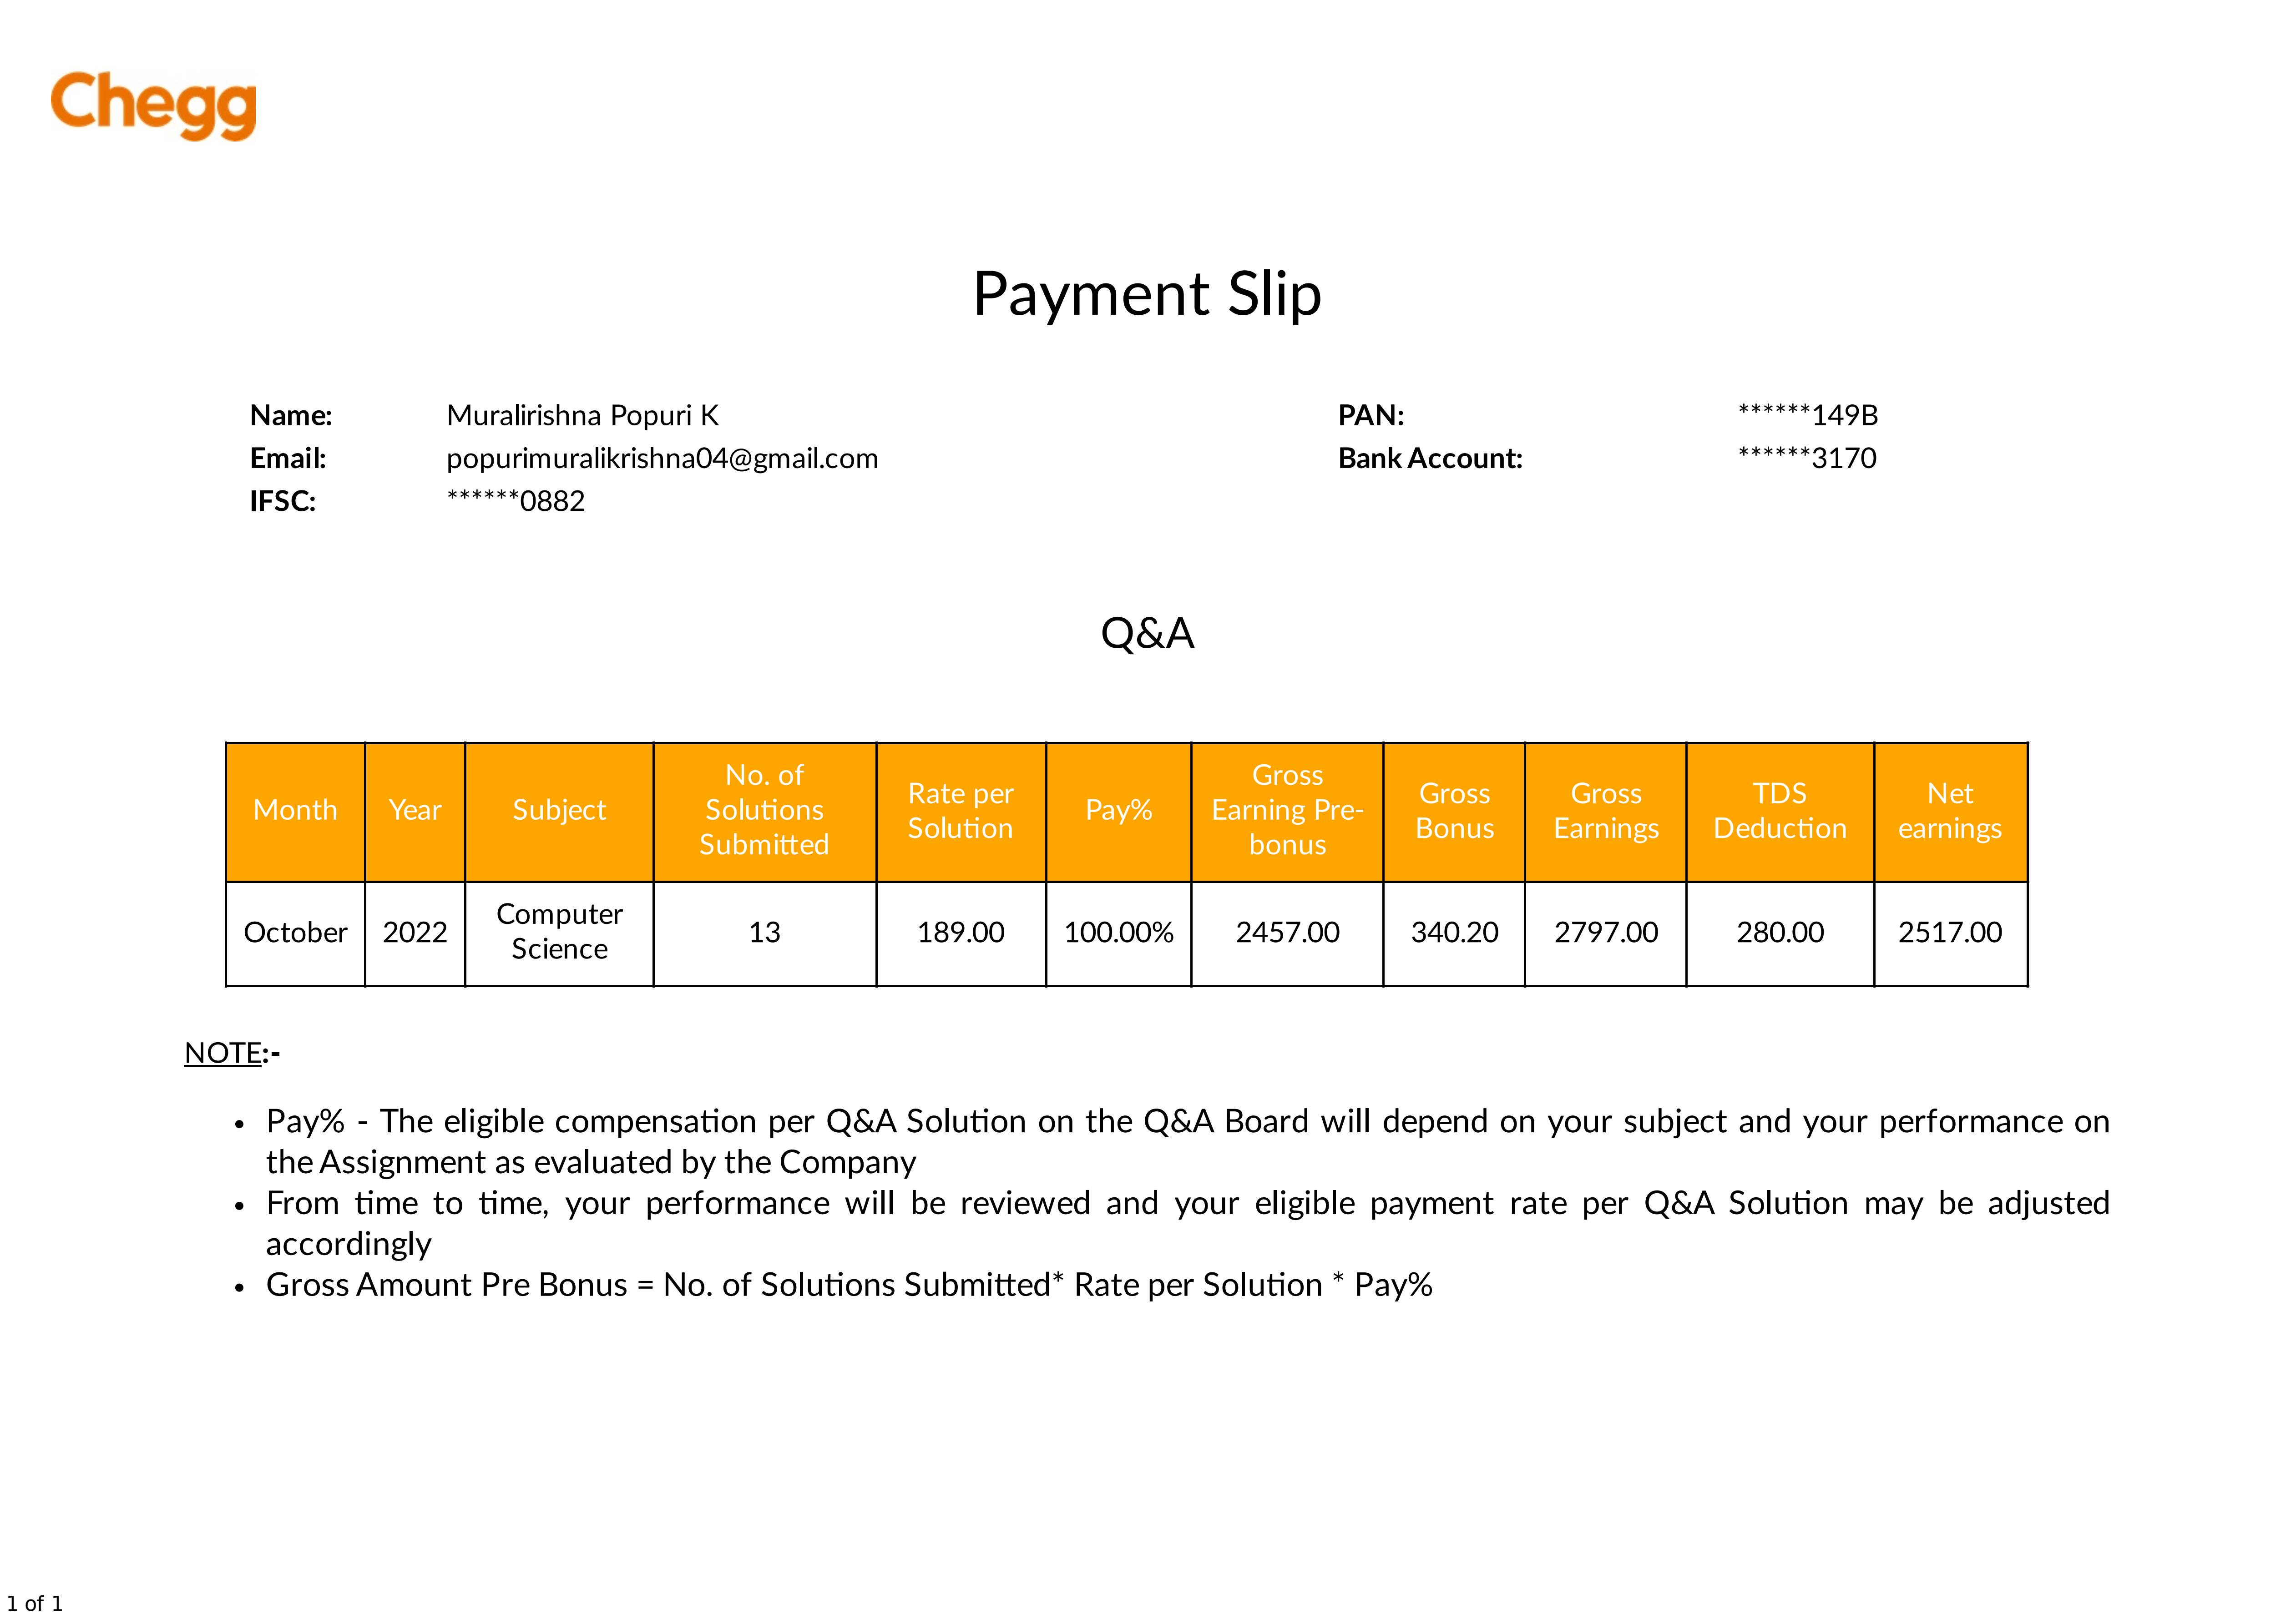 Chegg
Payment Slip
Name: Muralirishna Popuri K PAN: ******149B
Email: popurimuralikrishna04@gmail.com Bank Account: ******3170
IFSC: ******0882
Q&A
Month Year Subject No. of Solutions Submitted Rate per Solution Pay% Gross Earning Pre-bonus Gross Bonus Gross Earnings TDS Deduction Net earnings
October 2022 Computer Science 13 189.00 100.00% 2457.00 340.20 2797.00 280.00 2517.00
NOTE:-
• Pay% - The eligible compensation per Q&A Solution on the Q&A Board will depend on your subject and your performance on
the Assignment as evaluated by the Company
• From time to time, your performance will be reviewed and your eligible payment rate per Q&A Solution may be adjusted
accordingly
• Gross Amount Pre Bonus = No. of Solutions Submitted* Rate per Solution * Pay%
1 of 1